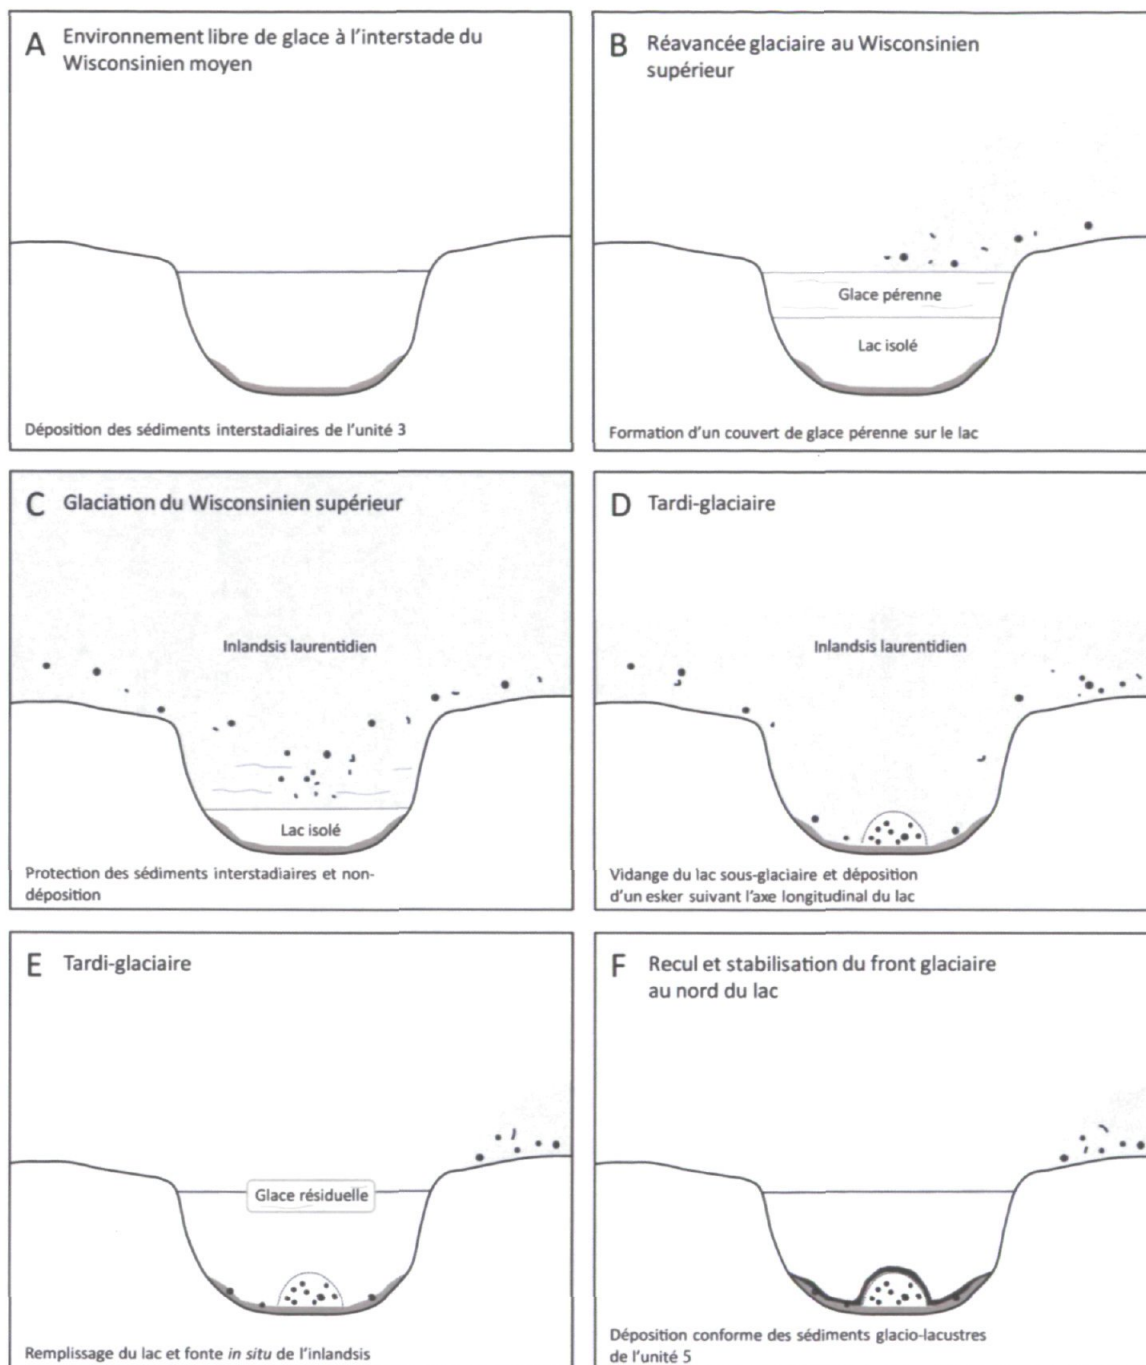 A Environnement libre de glace à l'interstade du
Wisconsinien moyen
Déposition des sédiments interstadiaires de l'unité 3
B Réavancée glaciaire au Wisconsinien
supérieur
Glace pérenne
Lac isolé
Formation d'un couvert de glace pérenne sur le lac
C Glaciation du Wisconsinien supérieur
Inlandsis laurentidien
Lac isolé
Protection des sédiments interstadiaires et non-
déposition
D Tardi-glaciaire
Inlandsis laurentidien
Vidange du lac sous-glaciaire et déposition
d'un esker suivant l'axe longitudinal du lac
E Tardi-glaciaire
Glace résiduelle
Remplissage du lac et fonte in situ de l'inlandsis
F Recul et stabilisation du front glaciaire
au nord du lac
Déposition conforme des sédiments glacio-lacustres
de l'unité 5